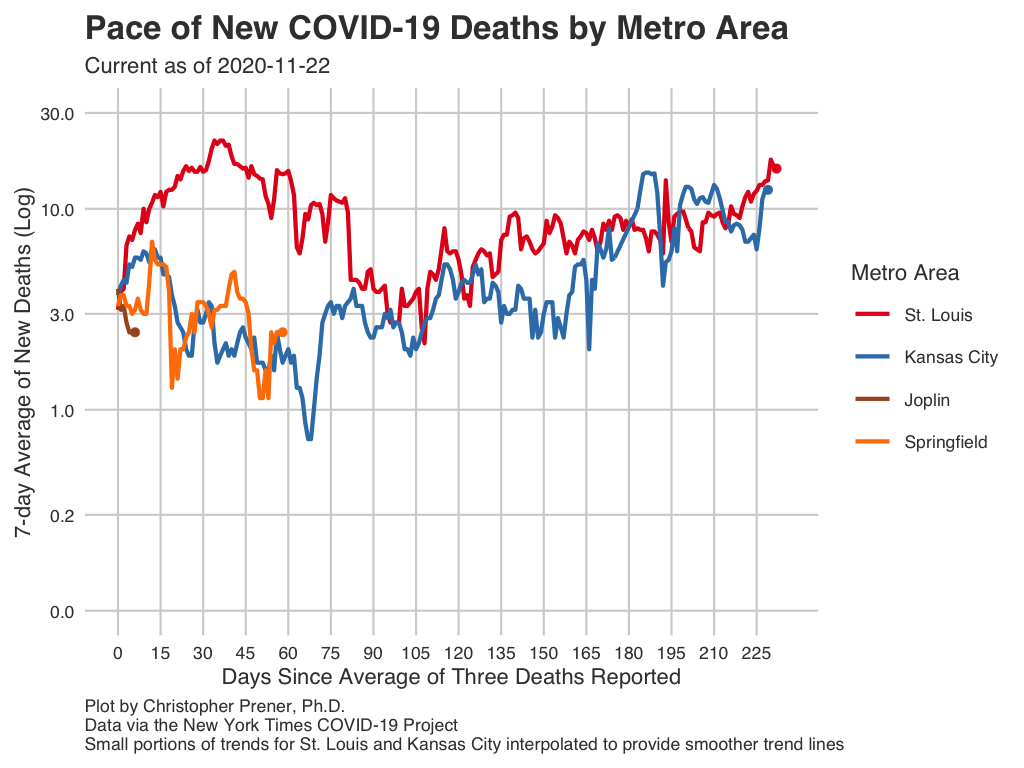 Pace of New COVID-19 Deaths by Metro Area
Current as of 2020-11-22
7-day Average of New Deaths (Log)
30.0
10.0
3.0
1.0
0.2
0.0
0 15 30 45 60 75 90 105 120 135 150 165 180 195 210 225
Days Since Average of Three Deaths Reported
Metro Area
St. Louis
Kansas City
Joplin
Springfield
Plot by Christopher Prener, Ph.D.
Data via the New York Times COVID-19 Project
Small portions of trends for St. Louis and Kansas City interpolated to provide smoother trend lines